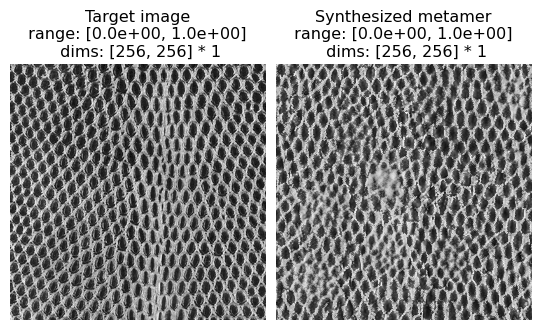 Target image
range: [0.0e+00, 1.0e+00]
dims: [256, 256] * 1
Synthesized metamer
range: [0.0e+00, 1.0e+00]
dims: [256, 256] * 1